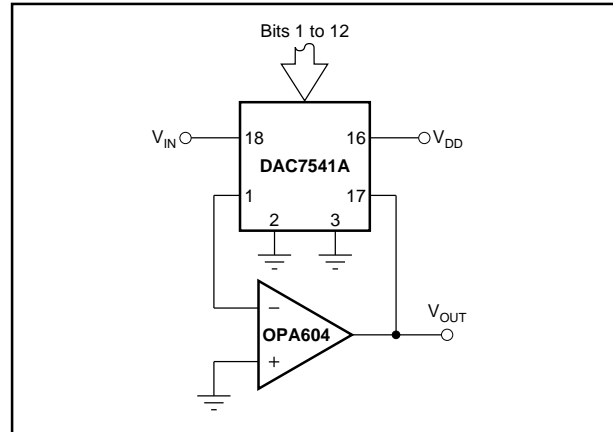 Bits 1 to 12
V_IN 18 16 V_DD
DAC7541A
1 17
2 3
V_OUT
−
OPA604
+